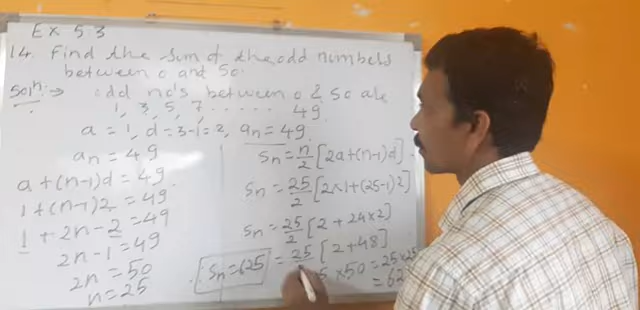 Ex 5.3
14. Find the sum of the odd numbers
between 0 and 50.
Solⁿ:→ odd no's between 0 & 50 are
1, 3, 5, 7, ..... 49
a = 1, d = 3-1 = 2, aₙ = 49.
aₙ = 49
a + (n-1)d = 49
1 + (n-1)2 = 49
1 + 2n - 2 = 49
2n - 1 = 49
2n = 50
n = 25
Sₙ = n/2 [2a + (n-1)d]
Sₙ = 25/2 [2×1 + (25-1)2]
Sₙ = 25/2 [2 + 24×2]
= 25/2 [2 + 48]
×50 = 25×25
Sₙ = 625